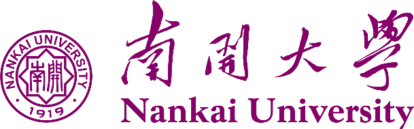 NANKAI UNIVERSITY
南開
·1919·
南開大學
Nankai University